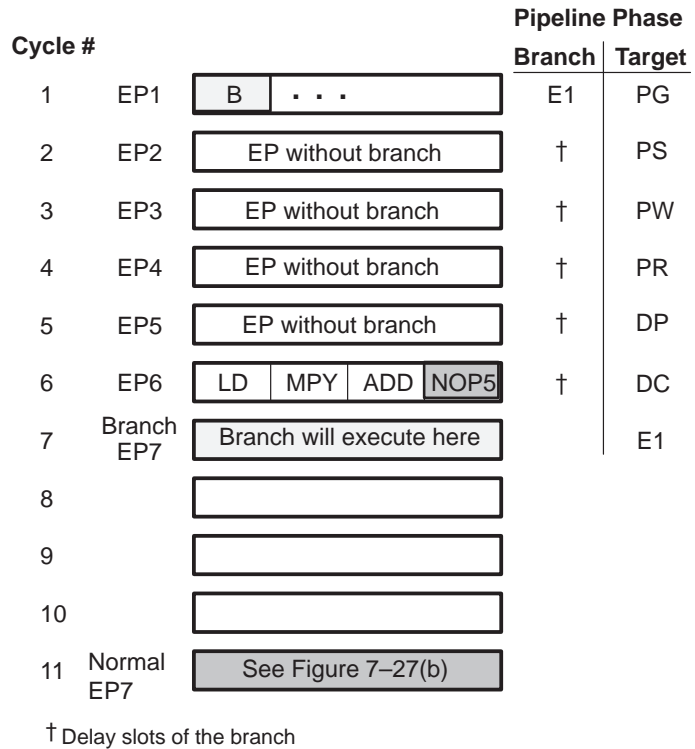 Pipeline Phase
Cycle # Branch Target
1 EP1 B . . . E1 PG
2 EP2 EP without branch † PS
3 EP3 EP without branch † PW
4 EP4 EP without branch † PR
5 EP5 EP without branch † DP
6 EP6 LD MPY ADD NOP5 † DC
7 Branch EP7 Branch will execute here E1
8
9
10
11 Normal EP7 See Figure 7–27(b)
† Delay slots of the branch